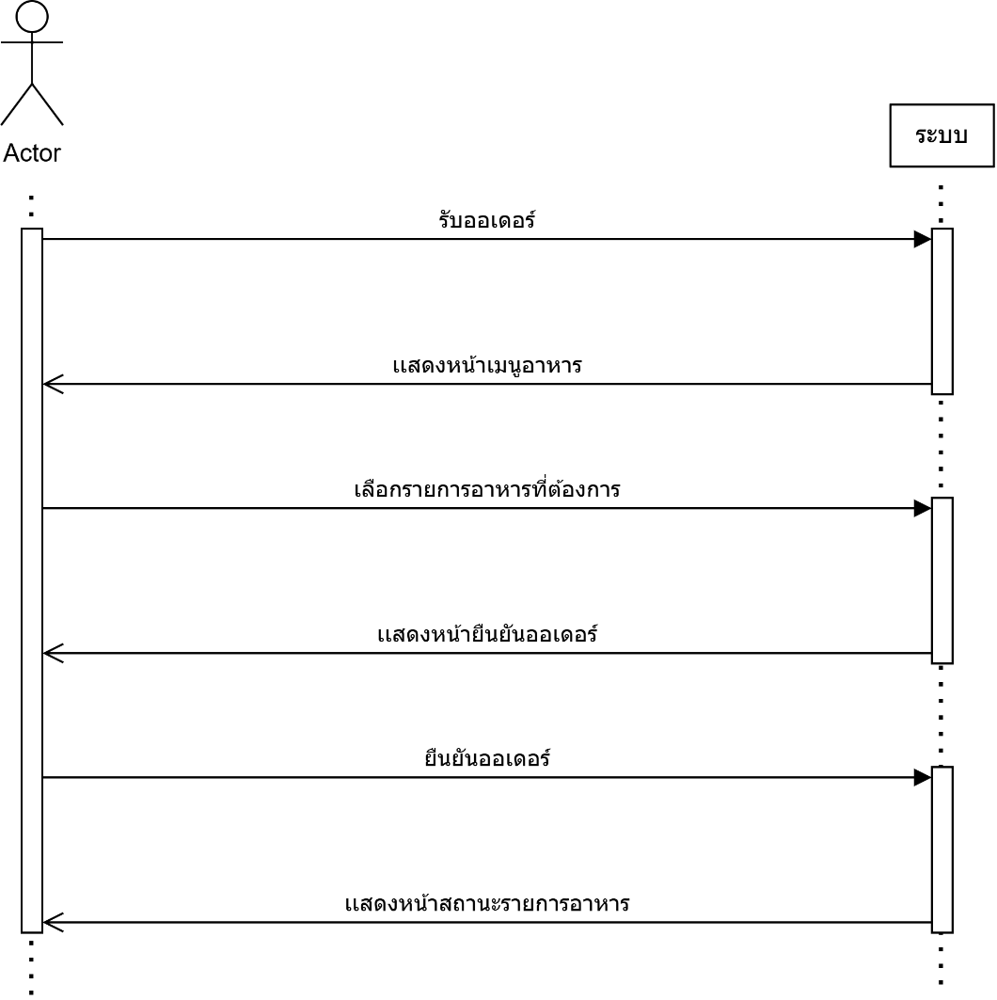 Actor
ระบบ
รับออเดอร์
แสดงหน้าเมนูอาหาร
เลือกรายการอาหารที่ต้องการ
แสดงหน้ายืนยันออเดอร์
ยืนยันออเดอร์
แสดงหน้าสถานะรายการอาหาร